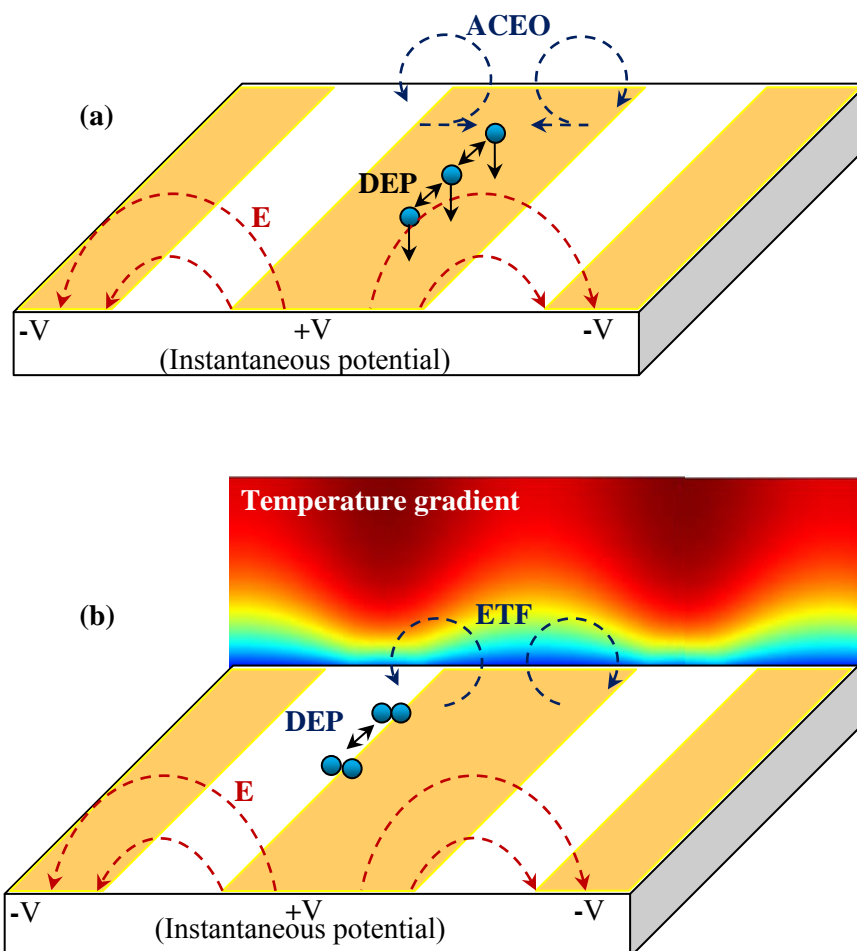 ACEO
(a)
DEP
E
-V
+V
-V
(Instantaneous potential)
Temperature gradient
(b)
ETF
DEP
E
-V
+V
-V
(Instantaneous potential)